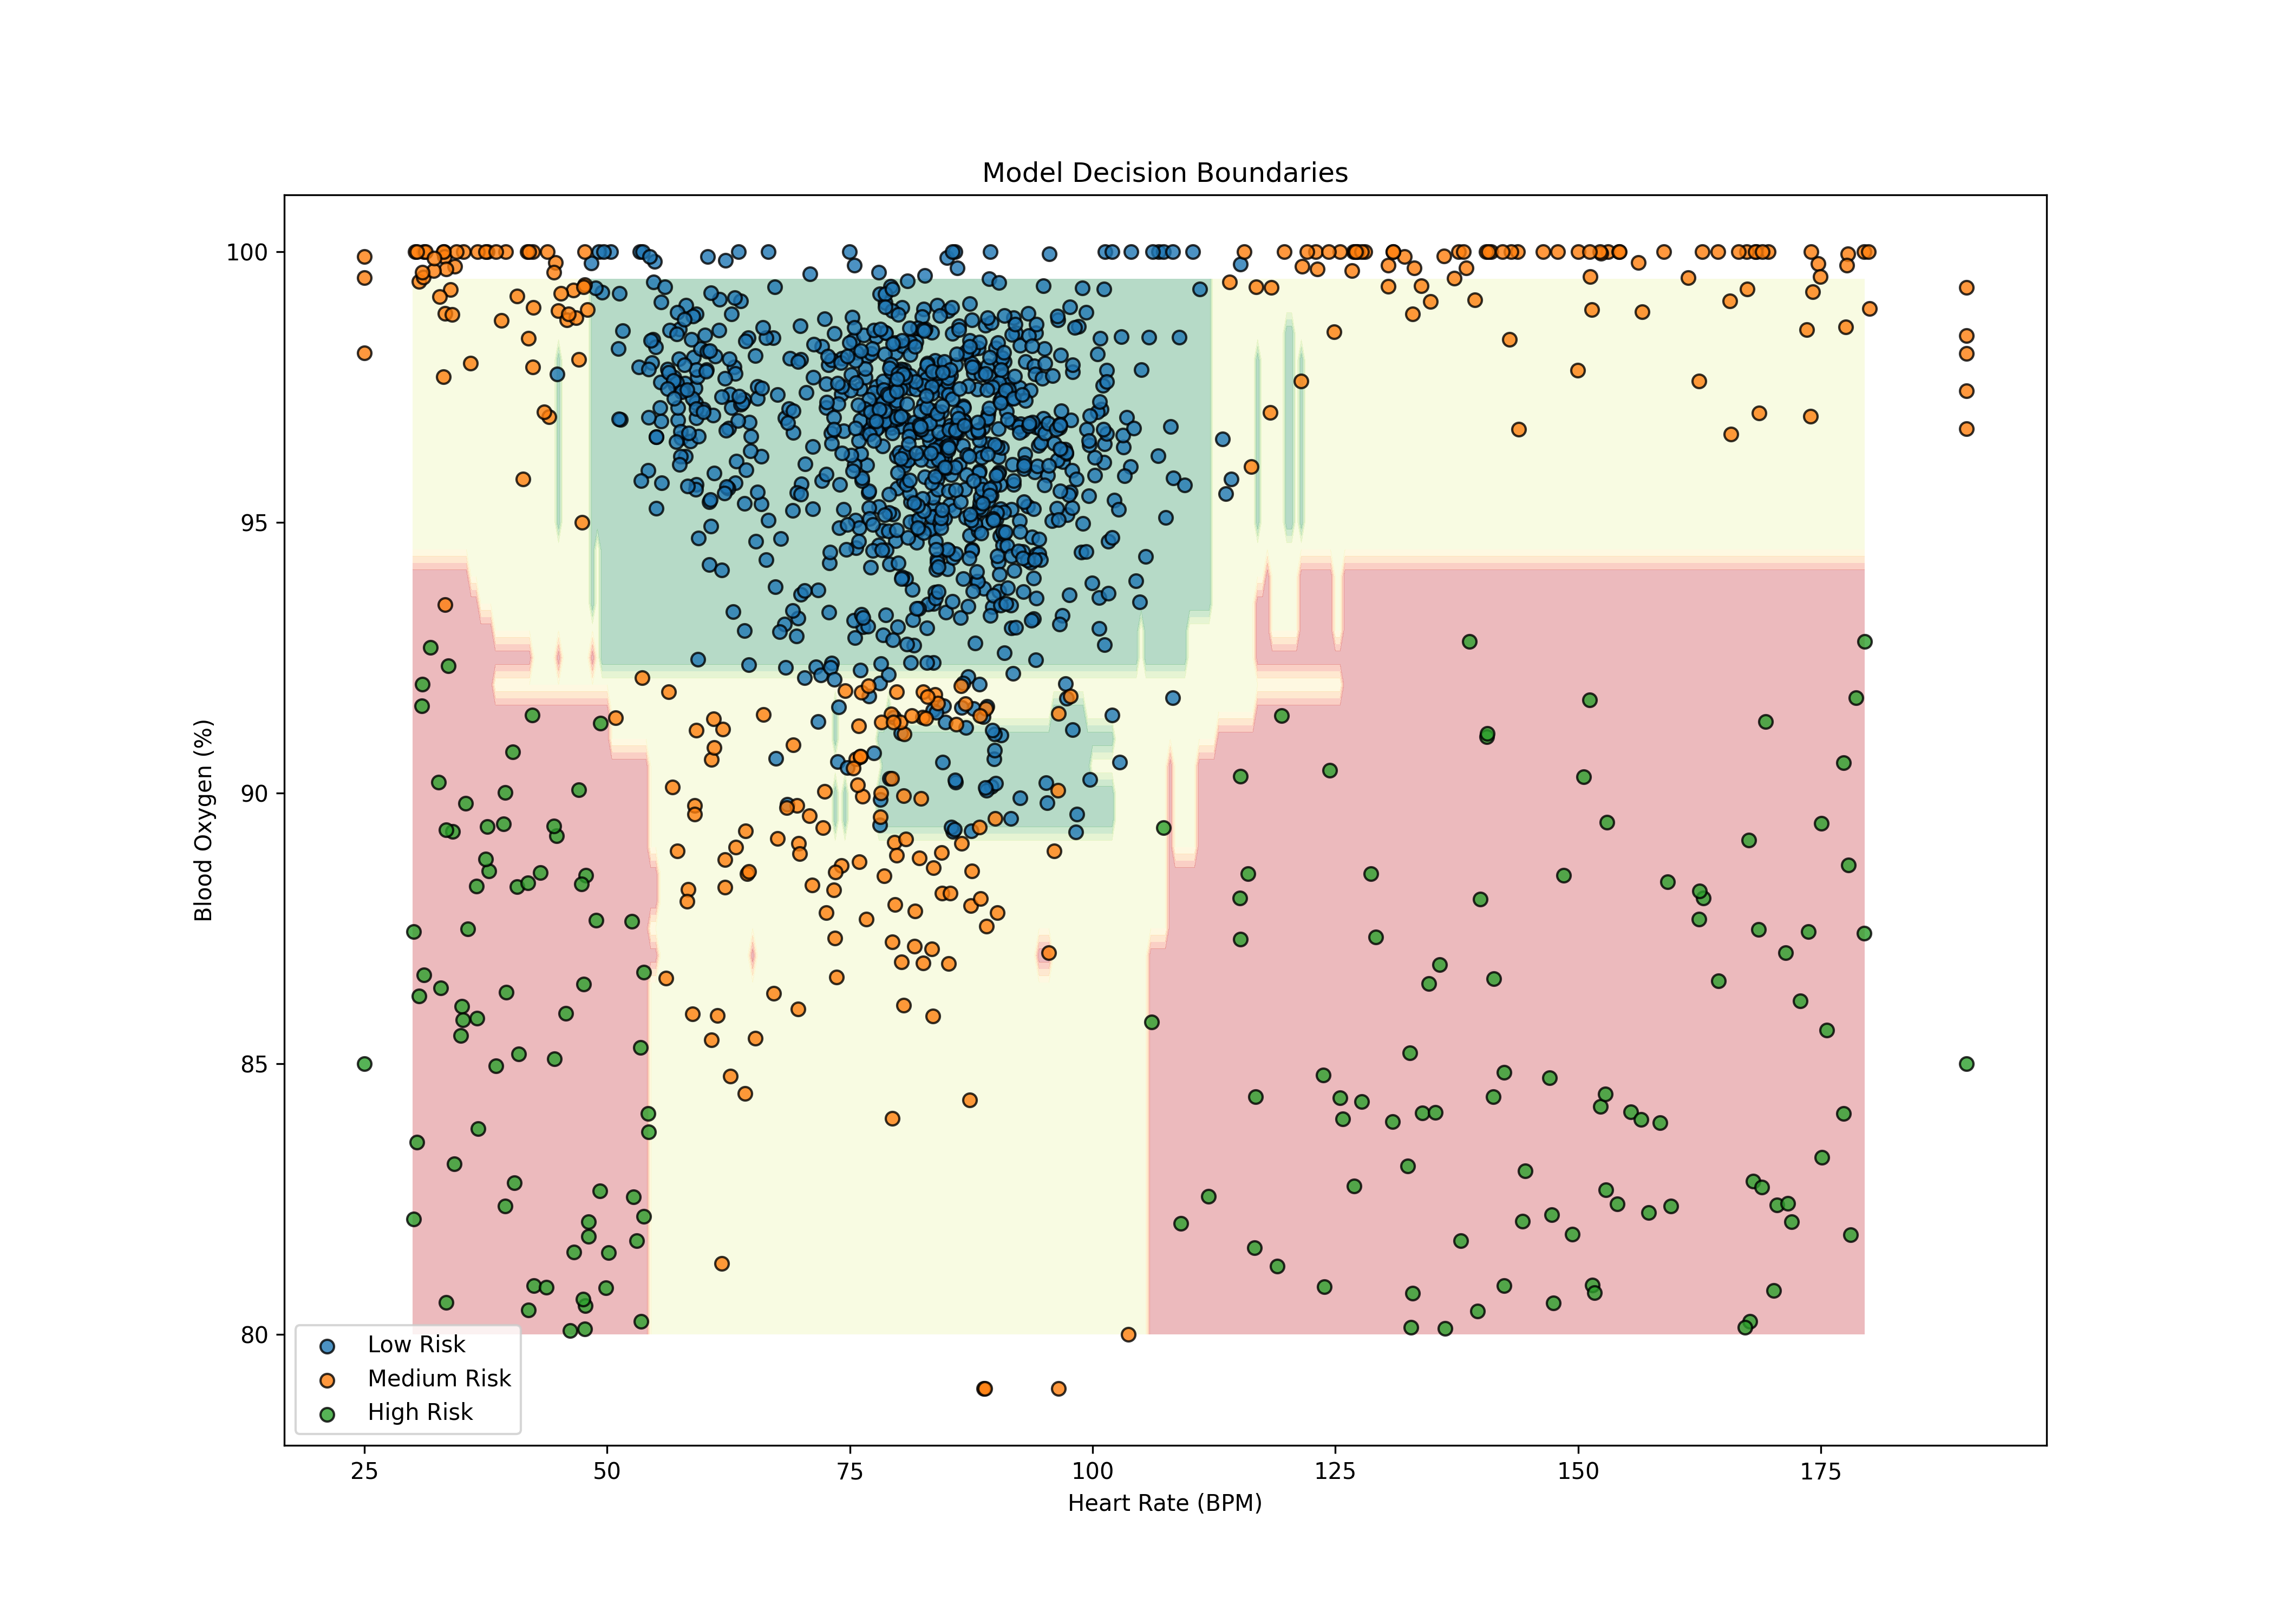 Model Decision Boundaries
100
95
90
85
80
Blood Oxygen (%)
Low Risk
Medium Risk
High Risk
25 50 75 100 125 150 175
Heart Rate (BPM)